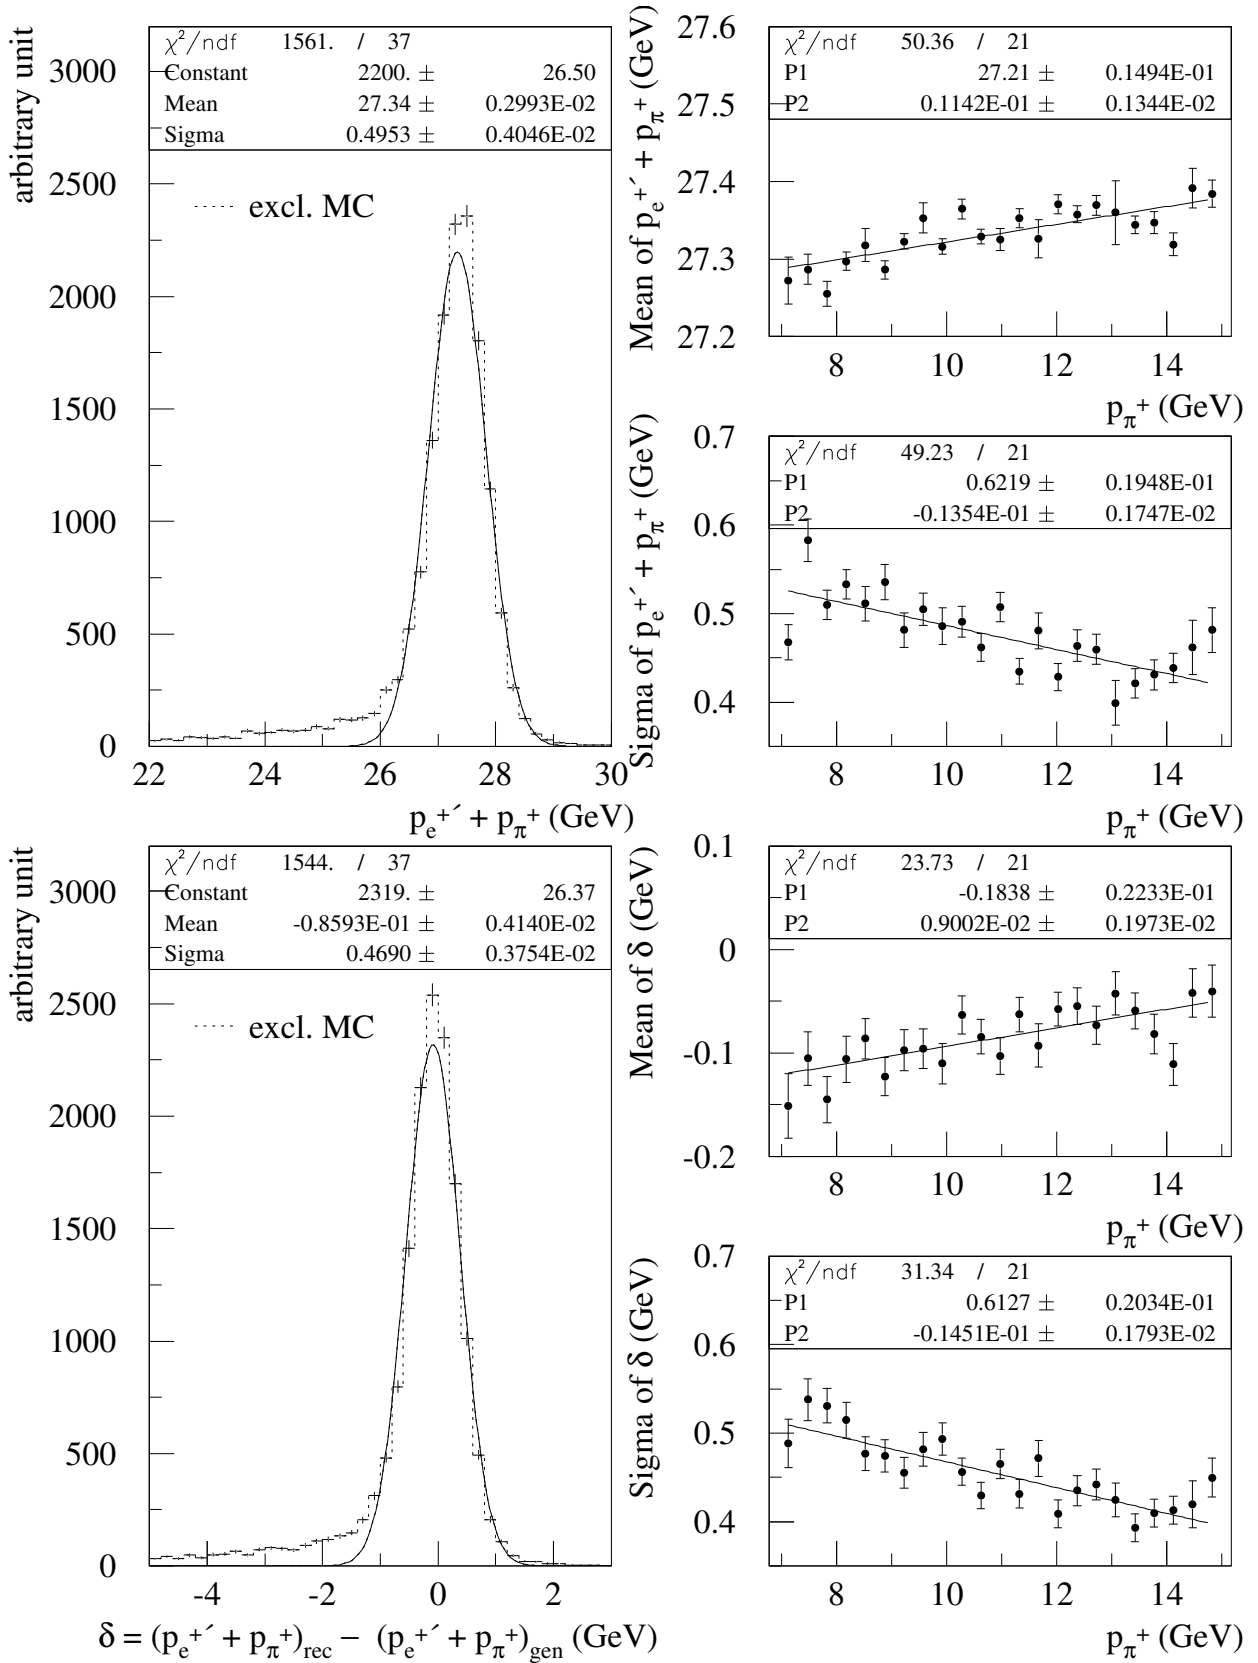 arbitrary unit
χ²/ndf 1561. / 37
Constant 2200. ± 26.50
Mean 27.34 ± 0.2993E-02
Sigma 0.4953 ± 0.4046E-02
excl. MC
3000
2500
2000
1500
1000
500
0
22 24 26 28 30
p_e⁺′ + p_π⁺ (GeV)
Mean of p_e⁺′ + p_π⁺ (GeV)
χ²/ndf 50.36 / 21
P1 27.21 ± 0.1494E-01
P2 0.1142E-01 ± 0.1344E-02
27.6
27.5
27.4
27.3
27.2
8 10 12 14
p_π⁺ (GeV)
Sigma of p_e⁺′ + p_π⁺ (GeV)
χ²/ndf 49.23 / 21
P1 0.6219 ± 0.1948E-01
P2 -0.1354E-01 ± 0.1747E-02
0.7
0.6
0.5
0.4
8 10 12 14
p_π⁺ (GeV)
arbitrary unit
χ²/ndf 1544. / 37
Constant 2319. ± 26.37
Mean -0.8593E-01 ± 0.4140E-02
Sigma 0.4690 ± 0.3754E-02
excl. MC
3000
2500
2000
1500
1000
500
0
-4 -2 0 2
δ = (p_e⁺′ + p_π⁺)_rec − (p_e⁺′ + p_π⁺)_gen (GeV)
Mean of δ (GeV)
χ²/ndf 23.73 / 21
P1 -0.1838 ± 0.2233E-01
P2 0.9002E-02 ± 0.1973E-02
0.1
0
-0.1
-0.2
8 10 12 14
p_π⁺ (GeV)
Sigma of δ (GeV)
χ²/ndf 31.34 / 21
P1 0.6127 ± 0.2034E-01
P2 -0.1451E-01 ± 0.1793E-02
0.7
0.6
0.5
0.4
8 10 12 14
p_π⁺ (GeV)